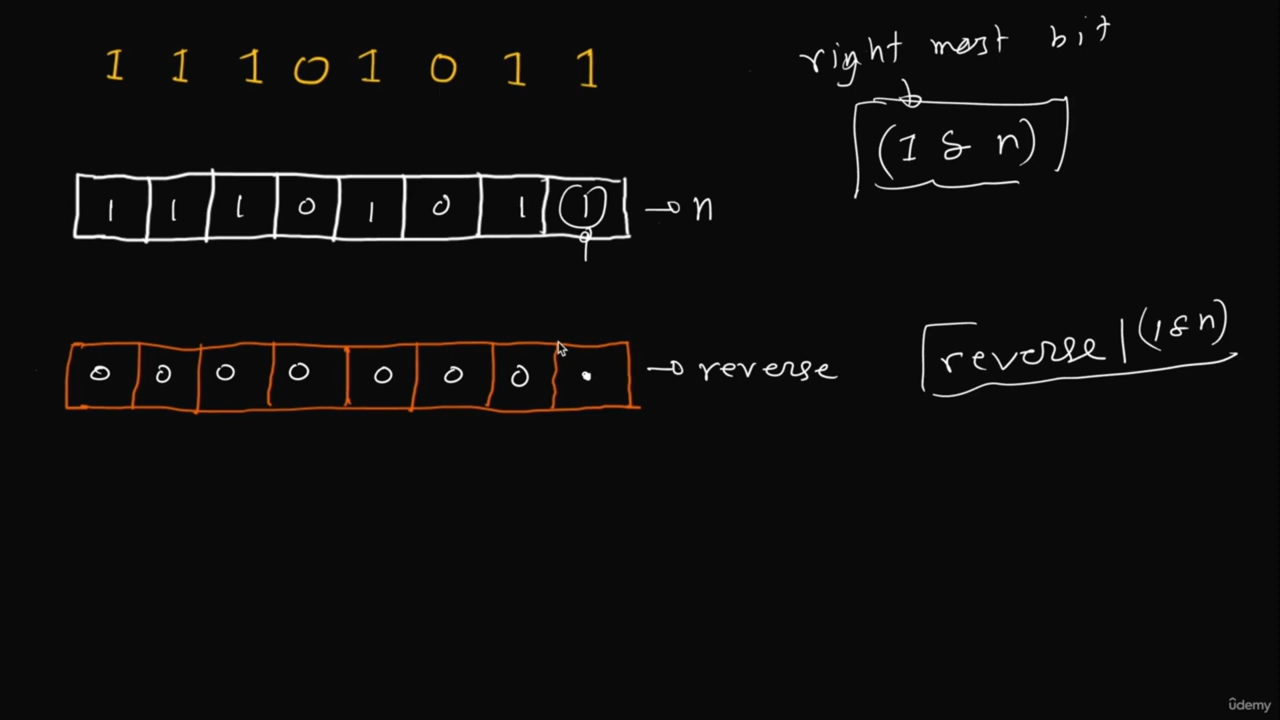 1 1 1 0 1 0 1 1
right most bit
(1 & n)
1 1 1 0 1 0 1 1 → n
0 0 0 0 0 0 0 → reverse
reverse | (1 & n)
ûdemy